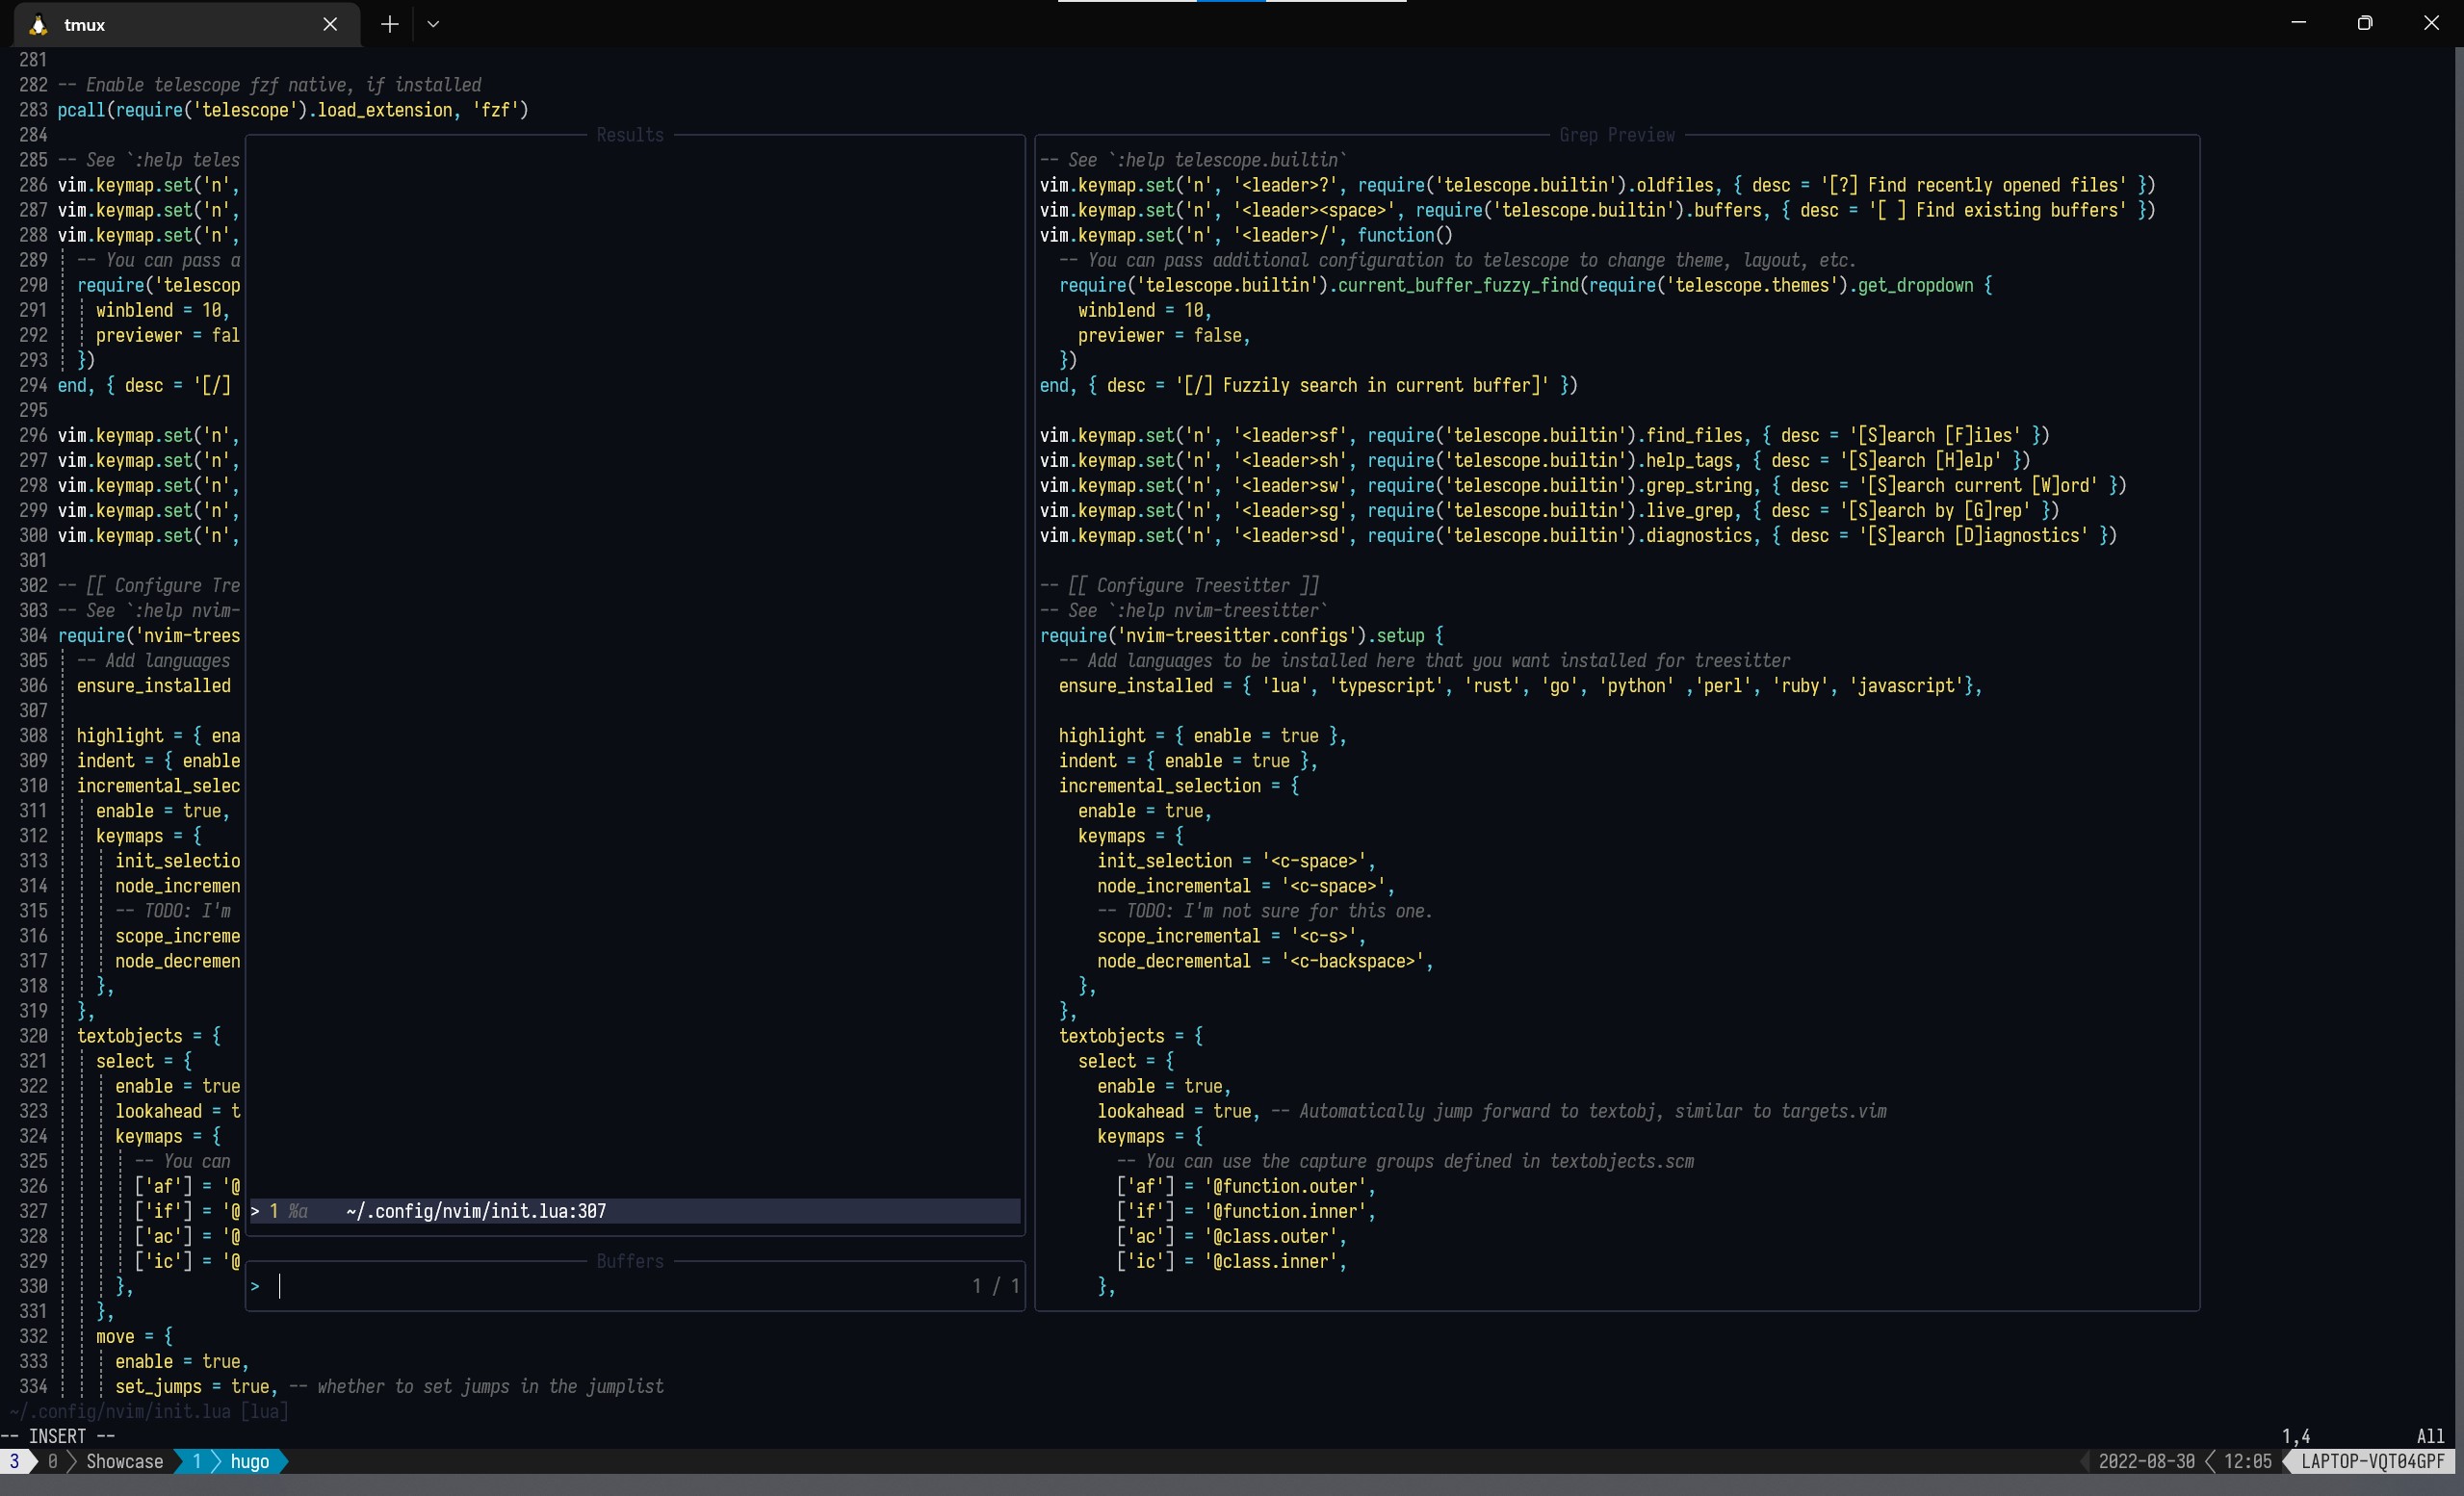 tmux
281
282 -- Enable telescope fzf native, if installed
283 pcall(require('telescope').load_extension, 'fzf')
284
285 -- See `:help teles
286 vim.keymap.set('n',
287 vim.keymap.set('n',
288 vim.keymap.set('n',
289 -- You can pass a
290 require('telescop
291 winblend = 10,
292 previewer = fal
293 })
294 end, { desc = '[/]
295
296 vim.keymap.set('n',
297 vim.keymap.set('n',
298 vim.keymap.set('n',
299 vim.keymap.set('n',
300 vim.keymap.set('n',
301
302 -- [[ Configure Tre
303 -- See `:help nvim-
304 require('nvim-trees
305 -- Add languages
306 ensure_installed
307
308 highlight = { ena
309 indent = { enable
310 incremental_selec
311 enable = true,
312 keymaps = {
313 init_selectio
314 node_incremen
315 -- TODO: I'm
316 scope_increme
317 node_decremen
318 },
319 },
320 textobjects = {
321 select = {
322 enable = true
323 lookahead = t
324 keymaps = {
325 -- You can
326 ['af'] = '@
327 ['if'] = '@
328 ['ac'] = '@
329 ['ic'] = '@
330 },
331 },
332 move = {
333 enable = true,
334 set_jumps = true, -- whether to set jumps in the jumplist
Results
> 1 %a ~/.config/nvim/init.lua:307
Buffers
> 1 / 1
Grep Preview
-- See `:help telescope.builtin`
vim.keymap.set('n', '<leader>?', require('telescope.builtin').oldfiles, { desc = '[?] Find recently opened files' })
vim.keymap.set('n', '<leader><space>', require('telescope.builtin').buffers, { desc = '[ ] Find existing buffers' })
vim.keymap.set('n', '<leader>/', function()
-- You can pass additional configuration to telescope to change theme, layout, etc.
require('telescope.builtin').current_buffer_fuzzy_find(require('telescope.themes').get_dropdown {
winblend = 10,
previewer = false,
})
end, { desc = '[/] Fuzzily search in current buffer]' })
vim.keymap.set('n', '<leader>sf', require('telescope.builtin').find_files, { desc = '[S]earch [F]iles' })
vim.keymap.set('n', '<leader>sh', require('telescope.builtin').help_tags, { desc = '[S]earch [H]elp' })
vim.keymap.set('n', '<leader>sw', require('telescope.builtin').grep_string, { desc = '[S]earch current [W]ord' })
vim.keymap.set('n', '<leader>sg', require('telescope.builtin').live_grep, { desc = '[S]earch by [G]rep' })
vim.keymap.set('n', '<leader>sd', require('telescope.builtin').diagnostics, { desc = '[S]earch [D]iagnostics' })
-- [[ Configure Treesitter ]]
-- See `:help nvim-treesitter`
require('nvim-treesitter.configs').setup {
-- Add languages to be installed here that you want installed for treesitter
ensure_installed = { 'lua', 'typescript', 'rust', 'go', 'python' ,'perl', 'ruby', 'javascript'},
highlight = { enable = true },
indent = { enable = true },
incremental_selection = {
enable = true,
keymaps = {
init_selection = '<c-space>',
node_incremental = '<c-space>',
-- TODO: I'm not sure for this one.
scope_incremental = '<c-s>',
node_decremental = '<c-backspace>',
},
},
textobjects = {
select = {
enable = true,
lookahead = true, -- Automatically jump forward to textobj, similar to targets.vim
keymaps = {
-- You can use the capture groups defined in textobjects.scm
['af'] = '@function.outer',
['if'] = '@function.inner',
['ac'] = '@class.outer',
['ic'] = '@class.inner',
},
~/.config/nvim/init.lua [lua]
-- INSERT -- 1,4 All
3 0 Showcase 1 hugo 2022-08-30 12:05 LAPTOP-VQT04GPF